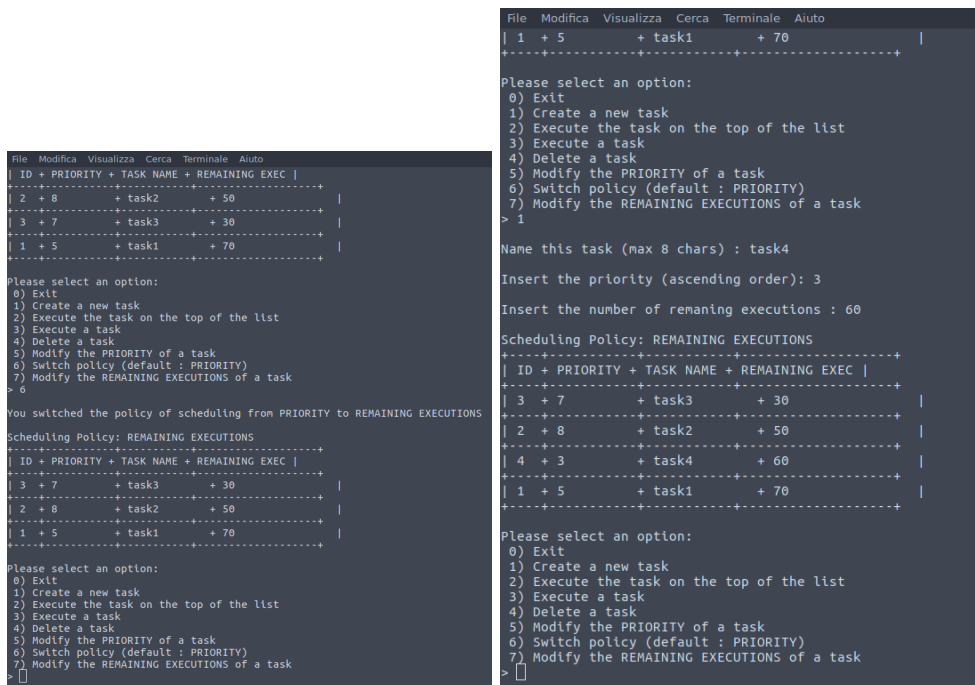 File Modifica Visualizza Cerca Terminale Aiuto
| ID + PRIORITY + TASK NAME + REMAINING EXEC |
+----+-----------+-----------+-------------------+
| 2 + 8 + task2 + 50 |
+----+-----------+-----------+-------------------+
| 3 + 7 + task3 + 30 |
+----+-----------+-----------+-------------------+
| 1 + 5 + task1 + 70 |
+----+-----------+-----------+-------------------+
Please select an option:
0) Exit
1) Create a new task
2) Execute the task on the top of the list
3) Execute a task
4) Delete a task
5) Modify the PRIORITY of a task
6) Switch policy (default : PRIORITY)
7) Modify the REMAINING EXECUTIONS of a task
> 6
You switched the policy of scheduling from PRIORITY to REMAINING EXECUTIONS
Scheduling Policy: REMAINING EXECUTIONS
+----+-----------+-----------+-------------------+
| ID + PRIORITY + TASK NAME + REMAINING EXEC |
+----+-----------+-----------+-------------------+
| 3 + 7 + task3 + 30 |
+----+-----------+-----------+-------------------+
| 2 + 8 + task2 + 50 |
+----+-----------+-----------+-------------------+
| 1 + 5 + task1 + 70 |
+----+-----------+-----------+-------------------+
Please select an option:
0) Exit
1) Create a new task
2) Execute the task on the top of the list
3) Execute a task
4) Delete a task
5) Modify the PRIORITY of a task
6) Switch policy (default : PRIORITY)
7) Modify the REMAINING EXECUTIONS of a task
>
File Modifica Visualizza Cerca Terminale Aiuto
| 1 + 5 + task1 + 70 |
+----+-----------+-----------+-------------------+
Please select an option:
0) Exit
1) Create a new task
2) Execute the task on the top of the list
3) Execute a task
4) Delete a task
5) Modify the PRIORITY of a task
6) Switch policy (default : PRIORITY)
7) Modify the REMAINING EXECUTIONS of a task
> 1
Name this task (max 8 chars) : task4
Insert the priority (ascending order): 3
Insert the number of remaning executions : 60
Scheduling Policy: REMAINING EXECUTIONS
+----+-----------+-----------+-------------------+
| ID + PRIORITY + TASK NAME + REMAINING EXEC |
+----+-----------+-----------+-------------------+
| 3 + 7 + task3 + 30 |
+----+-----------+-----------+-------------------+
| 2 + 8 + task2 + 50 |
+----+-----------+-----------+-------------------+
| 4 + 3 + task4 + 60 |
+----+-----------+-----------+-------------------+
| 1 + 5 + task1 + 70 |
+----+-----------+-----------+-------------------+
Please select an option:
0) Exit
1) Create a new task
2) Execute the task on the top of the list
3) Execute a task
4) Delete a task
5) Modify the PRIORITY of a task
6) Switch policy (default : PRIORITY)
7) Modify the REMAINING EXECUTIONS of a task
>